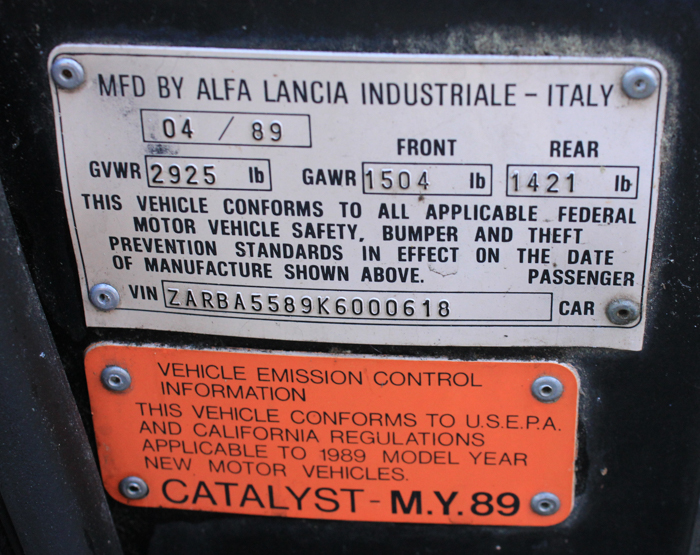 MFD BY ALFA LANCIA INDUSTRIALE - ITALY
04 / 89
FRONT REAR
GVWR 2925 lb GAWR 1504 lb 1421 lb
THIS VEHICLE CONFORMS TO ALL APPLICABLE FEDERAL
MOTOR VEHICLE SAFETY, BUMPER AND THEFT
PREVENTION STANDARDS IN EFFECT ON THE DATE
OF MANUFACTURE SHOWN ABOVE. PASSENGER
VIN ZARBA5589K6000618 CAR
VEHICLE EMISSION CONTROL
INFORMATION
THIS VEHICLE CONFORMS TO U.S.E.P.A.
AND CALIFORNIA REGULATIONS
APPLICABLE TO 1989 MODEL YEAR
NEW MOTOR VEHICLES.
CATALYST - M.Y. 89